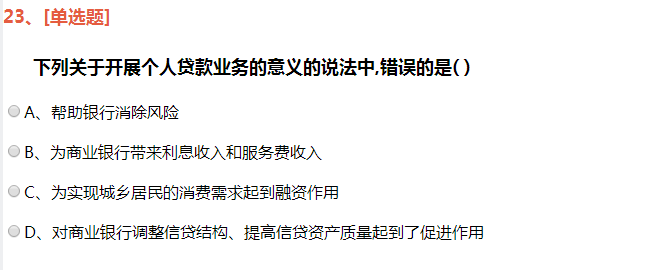 23、[单选题]
下列关于开展个人贷款业务的意义的说法中,错误的是( )
A、帮助银行消除风险
B、为商业银行带来利息收入和服务费收入
C、为实现城乡居民的消费需求起到融资作用
D、对商业银行调整信贷结构、提高信贷资产质量起到了促进作用